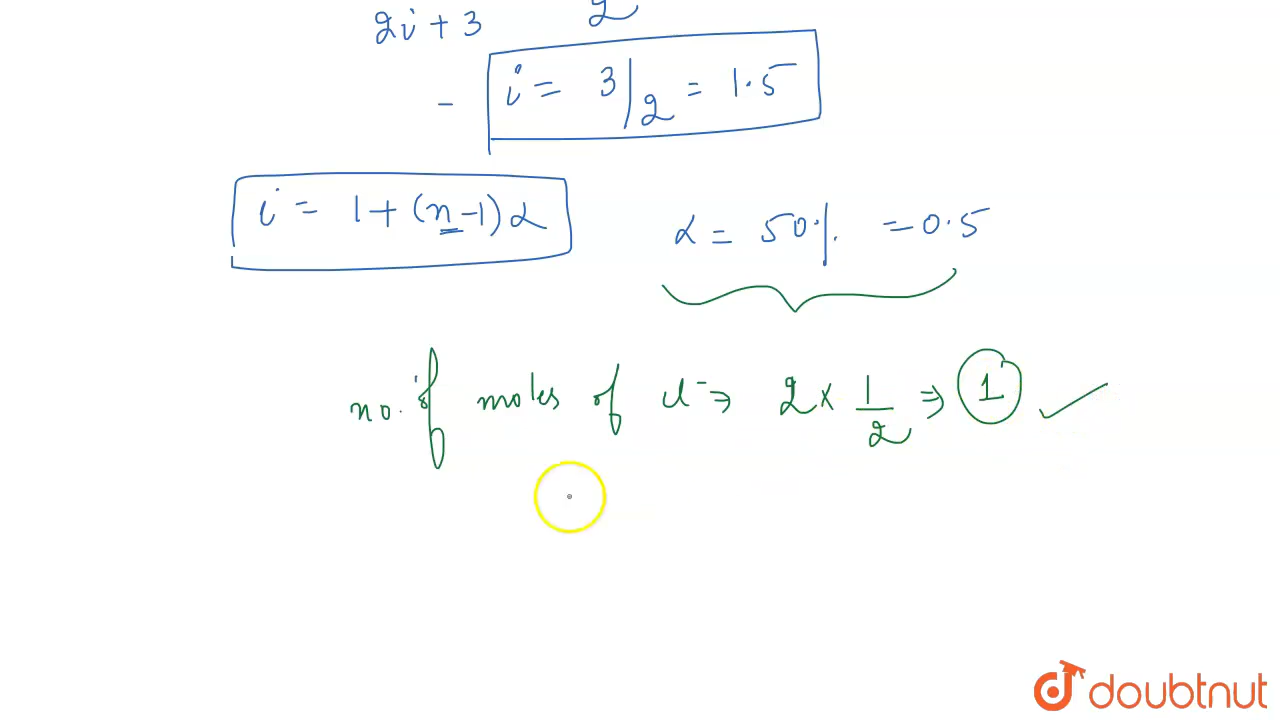 2i + 3 2
- i = 3/2 = 1.5
i = 1 + (n-1)α
α = 50% = 0.5
no. of moles of Cl⁻ ⇒ 2 × 1/2 ⇒ 1
doubtnut